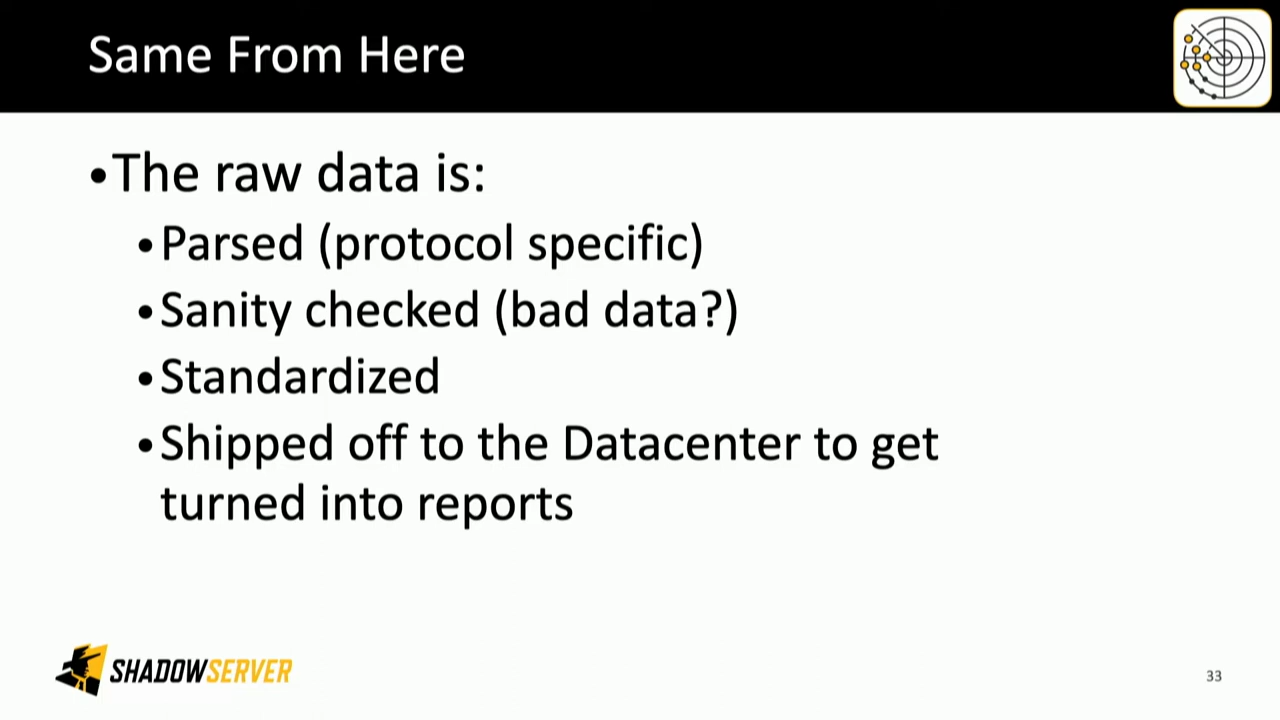 Same From Here
•The raw data is:
•Parsed (protocol specific)
•Sanity checked (bad data?)
•Standardized
•Shipped off to the Datacenter to get
turned into reports
SHADOWSERVER
33